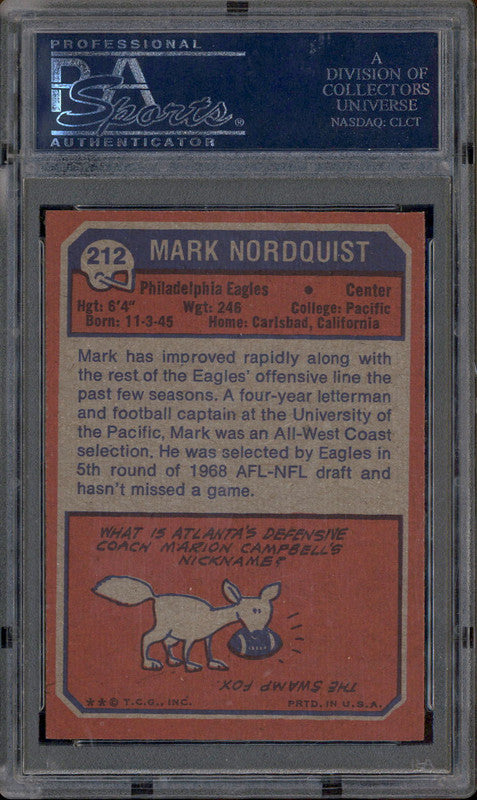 PROFESSIONAL
PSA
Sports®
AUTHENTICATOR
A
DIVISION OF
COLLECTORS
UNIVERSE
NASDAQ: CLCT
212 MARK NORDQUIST
Philadelphia Eagles • Center
Hgt: 6'4" Wgt: 246 College: Pacific
Born: 11-3-45 Home: Carlsbad, California
Mark has improved rapidly along with
the rest of the Eagles' offensive line the
past few seasons. A four-year letterman
and football captain at the University of
the Pacific, Mark was an All-West Coast
selection. He was selected by Eagles in
5th round of 1968 AFL-NFL draft and
hasn't missed a game.
WHAT IS ATLANTA'S DEFENSIVE
COACH MARION CAMPBELL'S
NICKNAME?
THE SWAMP FOX
**© T.C.G., INC. PRTD. IN U.S.A.